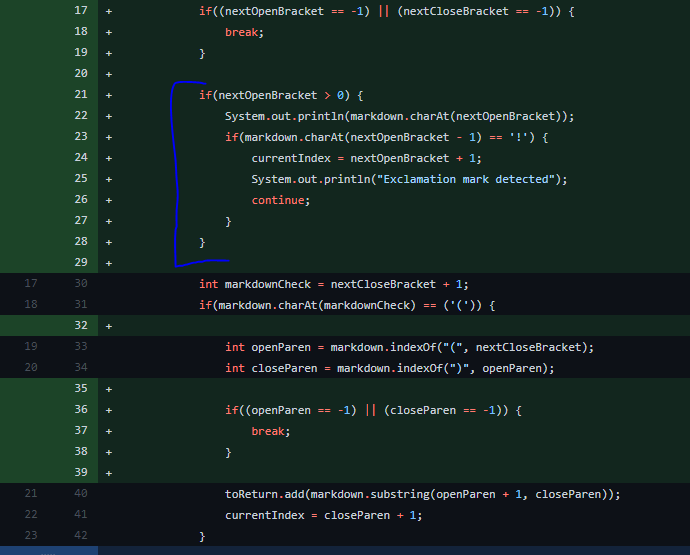 17 + if((nextOpenBracket == -1) || (nextCloseBracket == -1)) {
18 + break;
19 + }
20 +
21 + if(nextOpenBracket > 0) {
22 + System.out.println(markdown.charAt(nextOpenBracket));
23 + if(markdown.charAt(nextOpenBracket - 1) == '!') {
24 + currentIndex = nextOpenBracket + 1;
25 + System.out.println("Exclamation mark detected");
26 + continue;
27 + }
28 + }
29 +
17 30 int markdownCheck = nextCloseBracket + 1;
18 31 if(markdown.charAt(markdownCheck) == ('(')) {
32 +
19 33 int openParen = markdown.indexOf("(", nextCloseBracket);
20 34 int closeParen = markdown.indexOf(")", openParen);
35 +
36 + if((openParen == -1) || (closeParen == -1)) {
37 + break;
38 + }
39 +
21 40 toReturn.add(markdown.substring(openParen + 1, closeParen));
22 41 currentIndex = closeParen + 1;
23 42 }